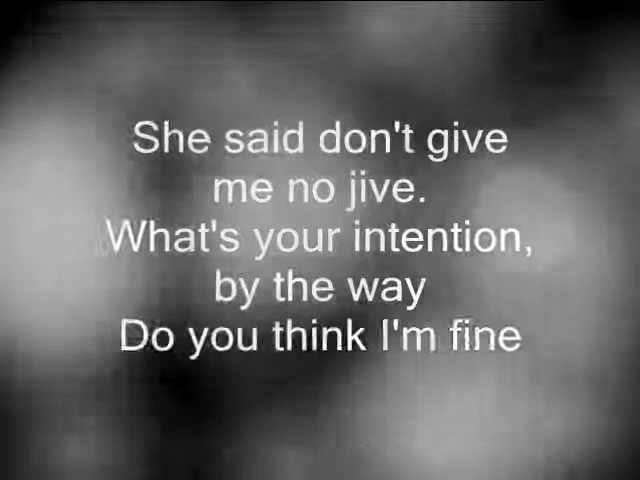 She said don't give
me no jive.
What's your intention,
by the way
Do you think I'm fine